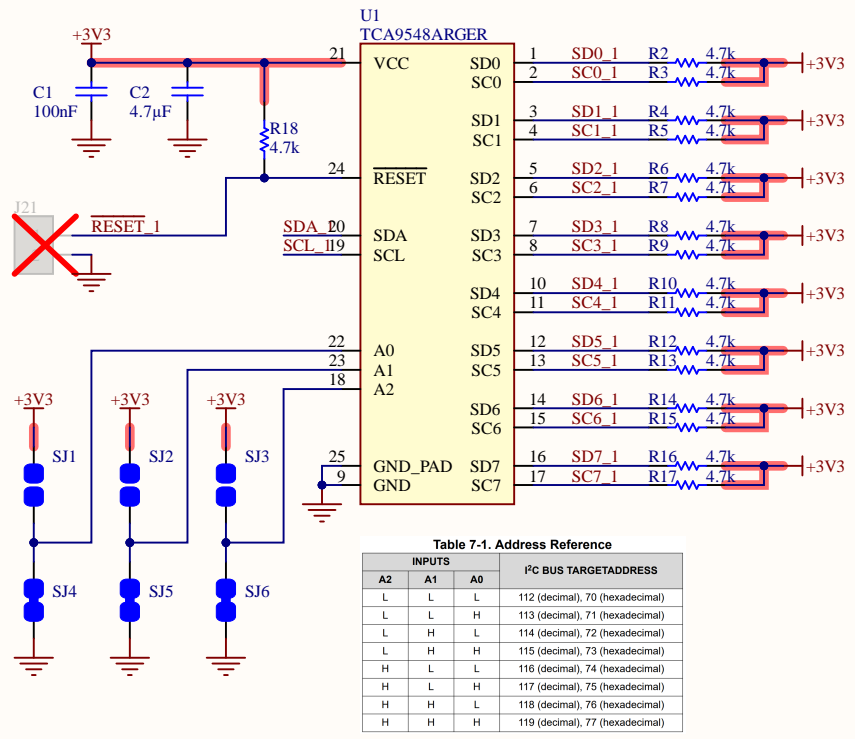 U1
TCA9548ARGER
+3V3
21
VCC
C1
100nF
C2
4.7µF
R18
4.7k
24
RESET
J21
RESET_1
SDA_1
20
SDA
SCL_1
19
SCL
22
A0
23
A1
18
A2
25
GND_PAD
9
GND
SD0 1 SD0_1 R2 4.7k +3V3
SC0 2 SC0_1 R3 4.7k
SD1 3 SD1_1 R4 4.7k +3V3
SC1 4 SC1_1 R5 4.7k
SD2 5 SD2_1 R6 4.7k +3V3
SC2 6 SC2_1 R7 4.7k
SD3 7 SD3_1 R8 4.7k +3V3
SC3 8 SC3_1 R9 4.7k
SD4 10 SD4_1 R10 4.7k +3V3
SC4 11 SC4_1 R11 4.7k
SD5 12 SD5_1 R12 4.7k +3V3
SC5 13 SC5_1 R13 4.7k
SD6 14 SD6_1 R14 4.7k +3V3
SC6 15 SC6_1 R15 4.7k
SD7 16 SD7_1 R16 4.7k +3V3
SC7 17 SC7_1 R17 4.7k
+3V3 +3V3 +3V3
SJ1 SJ2 SJ3
SJ4 SJ5 SJ6
Table 7-1. Address Reference
INPUTS
I²C BUS TARGETADDRESS
A2 A1 A0
L L L 112 (decimal), 70 (hexadecimal)
L L H 113 (decimal), 71 (hexadecimal)
L H L 114 (decimal), 72 (hexadecimal)
L H H 115 (decimal), 73 (hexadecimal)
H L L 116 (decimal), 74 (hexadecimal)
H L H 117 (decimal), 75 (hexadecimal)
H H L 118 (decimal), 76 (hexadecimal)
H H H 119 (decimal), 77 (hexadecimal)